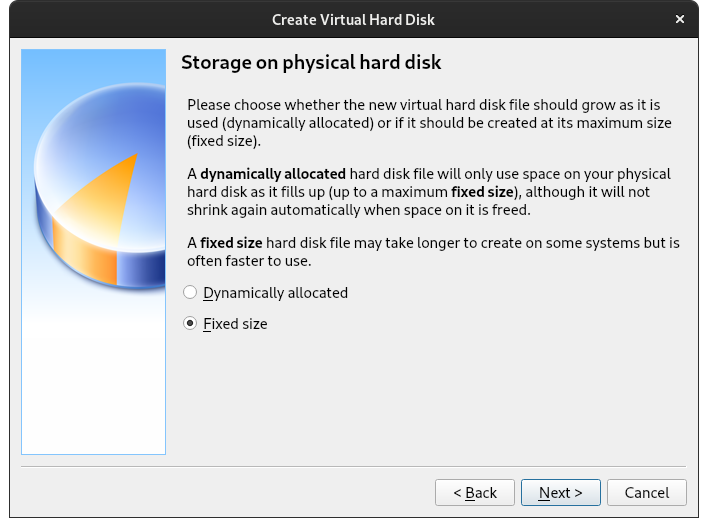 Create Virtual Hard Disk
×
Storage on physical hard disk
Please choose whether the new virtual hard disk file should grow as it is
used (dynamically allocated) or if it should be created at its maximum size
(fixed size).
A dynamically allocated hard disk file will only use space on your physical
hard disk as it fills up (up to a maximum fixed size), although it will not
shrink again automatically when space on it is freed.
A fixed size hard disk file may take longer to create on some systems but is
often faster to use.
Dynamically allocated
Fixed size
< Back
Next >
Cancel